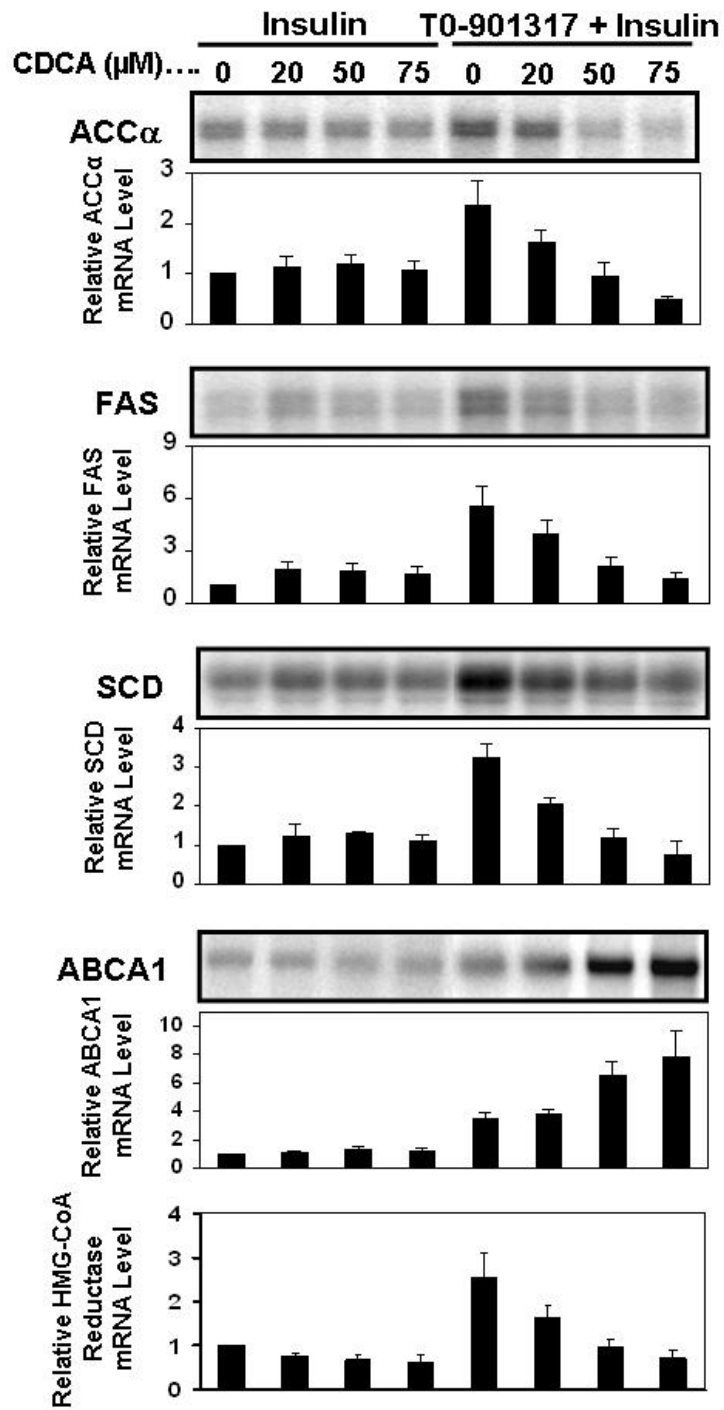 Insulin T0-901317 + Insulin
CDCA (µM).... 0 20 50 75 0 20 50 75
ACCα
Relative ACCα
mRNA Level
3
2
1
0
FAS
Relative FAS
mRNA Level
9
6
3
0
SCD
Relative SCD
mRNA Level
4
3
2
1
0
ABCA1
Relative ABCA1
mRNA Level
10
8
6
4
2
0
Relative HMG-CoA
Reductase
mRNA Level
4
3
2
1
0